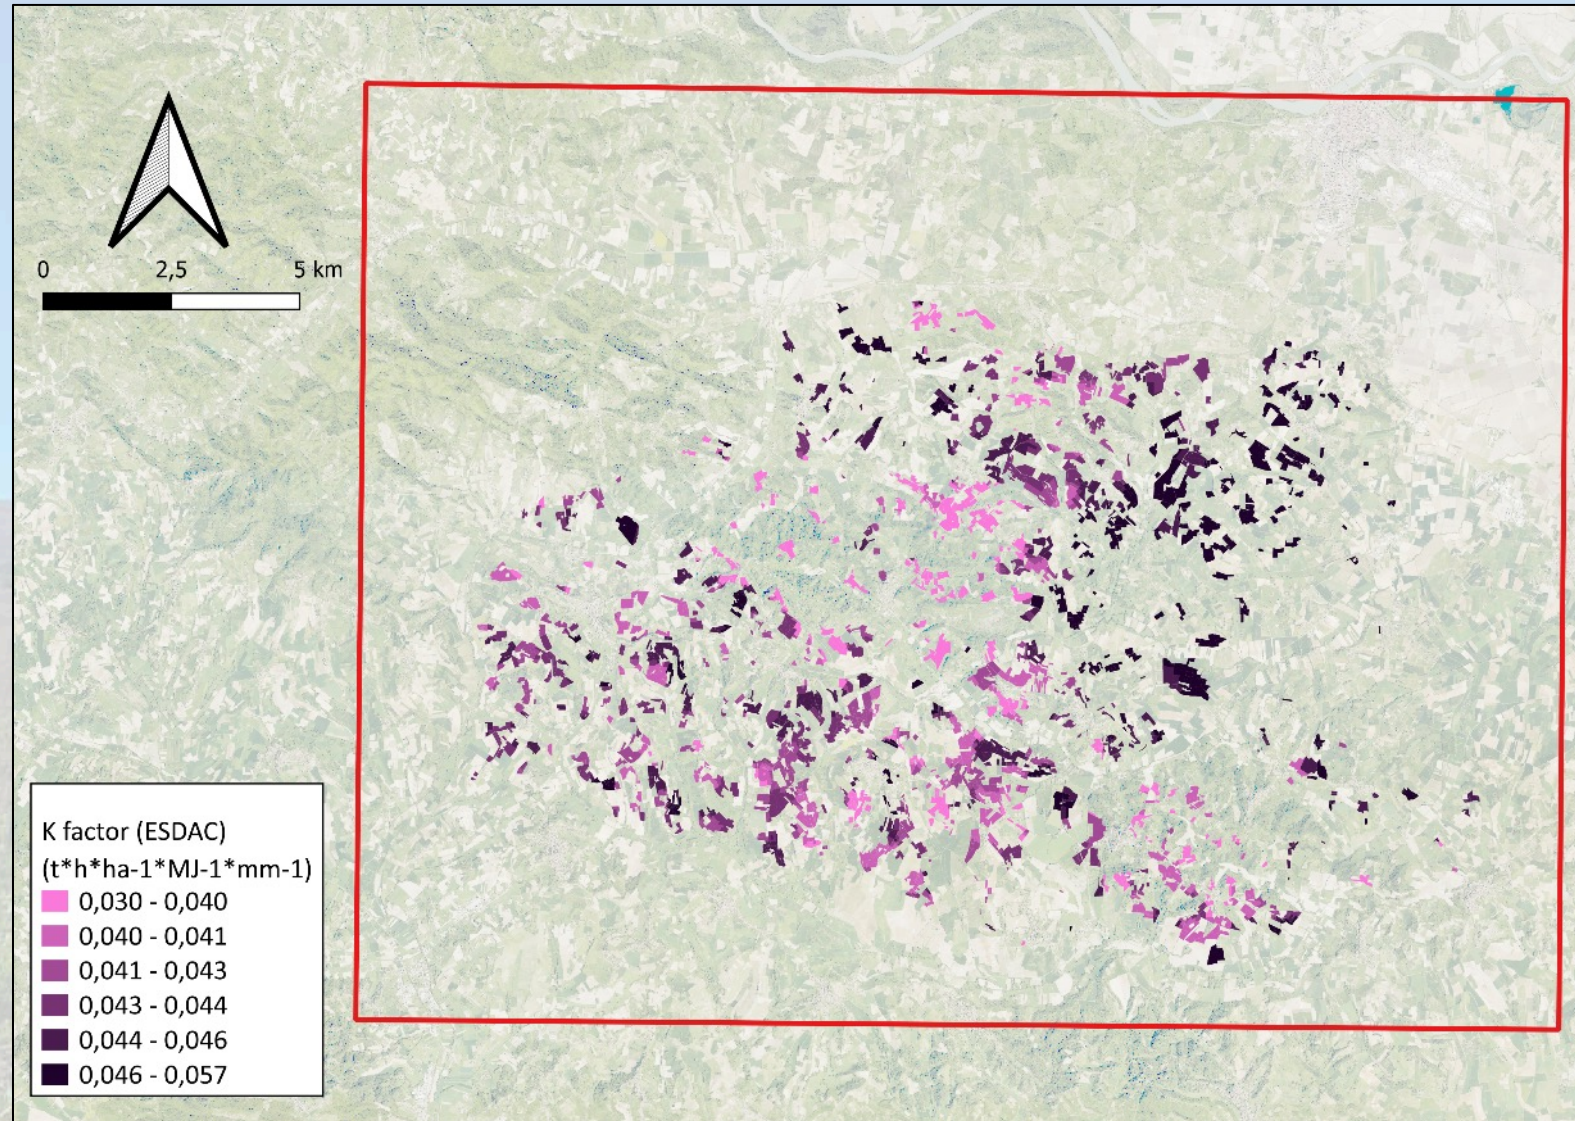 0 2,5 5 km
K factor (ESDAC)
(t*h*ha-1*MJ-1*mm-1)
0,030 - 0,040
0,040 - 0,041
0,041 - 0,043
0,043 - 0,044
0,044 - 0,046
0,046 - 0,057